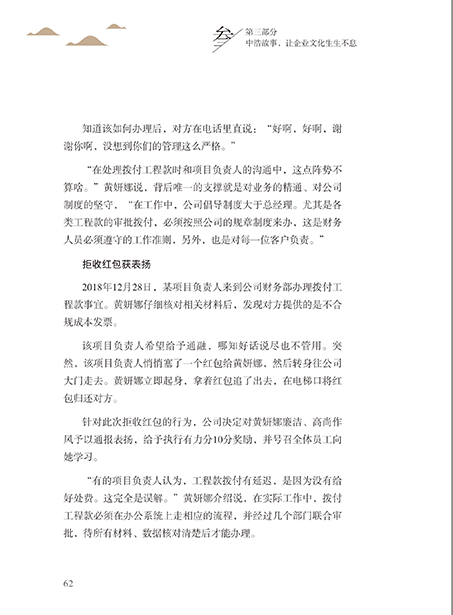 叁
第三部分
中浩故事，让企业文化生生不息
知道该如何办理后，对方在电话里直说：“好啊，好啊，谢
谢你啊，没想到你们的管理这么严格。”
“在处理拨付工程款时和项目负责人的沟通中，这点阵势不
算啥。”黄妍娜说，背后唯一的支撑就是对业务的精通、对公司
制度的坚守，“在工作中，公司倡导制度大于总经理。尤其是各
类工程款的审批拨付，必须按照公司的规章制度来办，这是财务
人员必须遵守的工作准则，另外，也是对每一位客户负责。”
拒收红包获表扬
2018年12月28日，某项目负责人来到公司财务部办理拨付工
程款事宜。黄妍娜仔细核对相关材料后，发现对方提供的是不合
规成本发票。
该项目负责人希望给予通融，哪知好话说尽也不管用。突
然，该项目负责人悄悄塞了一个红包给黄妍娜，然后转身往公司
大门走去。黄妍娜立即起身，拿着红包追了出去，在电梯口将红
包归还对方。
针对此次拒收红包的行为，公司决定对黄妍娜廉洁、高尚作
风予以通报表扬，给予执行有力分10分奖励，并号召全体员工向
她学习。
“有的项目负责人认为，工程款拨付有延迟，是因为没有给
好处费。这完全是误解。”黄妍娜介绍说，在实际工作中，拨付
工程款必须在办公系统上走相应的流程，并经过几个部门联合审
批，待所有材料、数据核对清楚后才能办理。
62